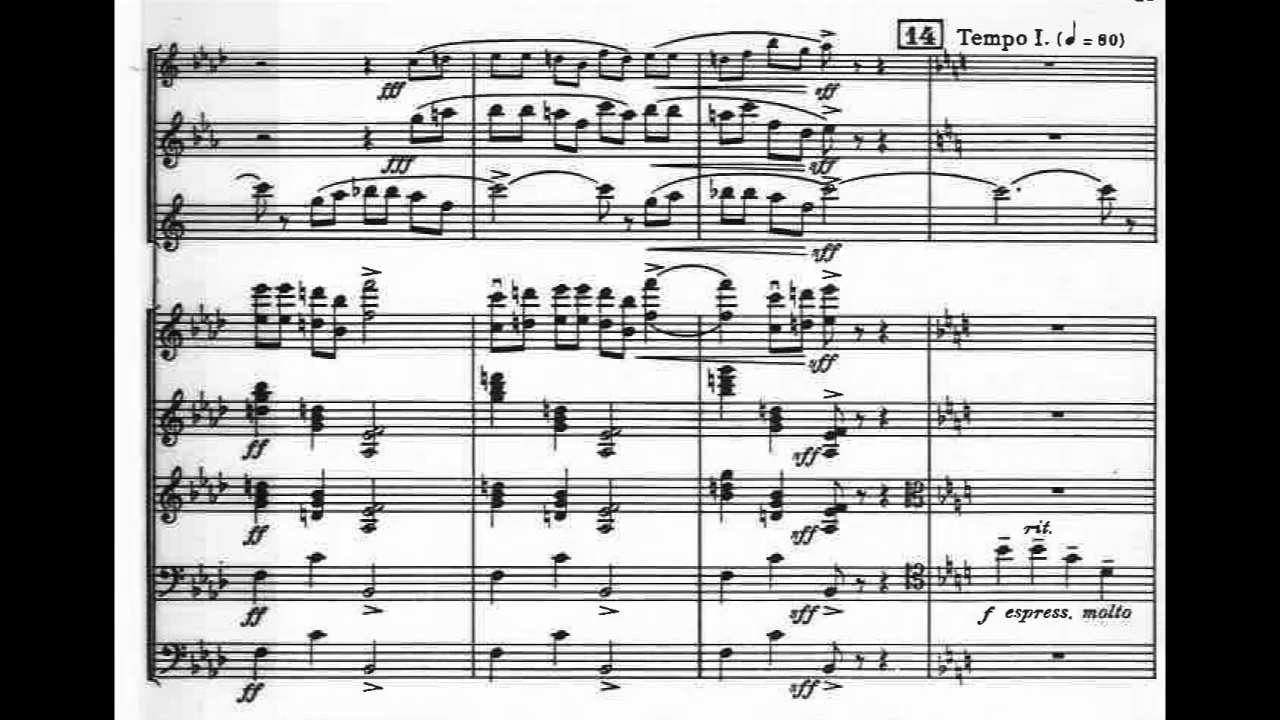 14 Tempo I. (♩ = 80)
fff
fff
sff
sff
sff
sff
ff
sff
ff
sff
rit.
ff
sff
f espress. molto
ff
sff